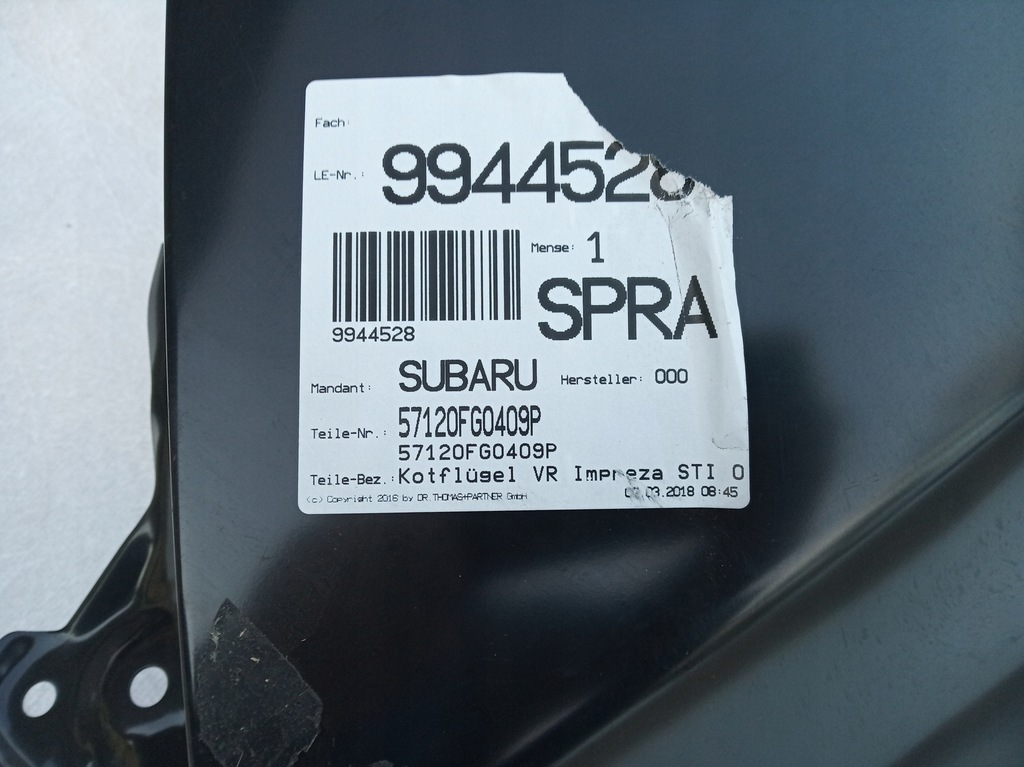 Fach:
LE-Nr.: 9944528
Menge: 1
SPRA
9944528
Mandant: SUBARU Hersteller: 000
Teile-Nr.: 57120FG0409P
57120FG0409P
Teile-Bez.: Kotflügel VR Impreza STI 0
(c) Copyright 2016 by DR. THOMAS+PARTNER GmbH .03.2018 08:45